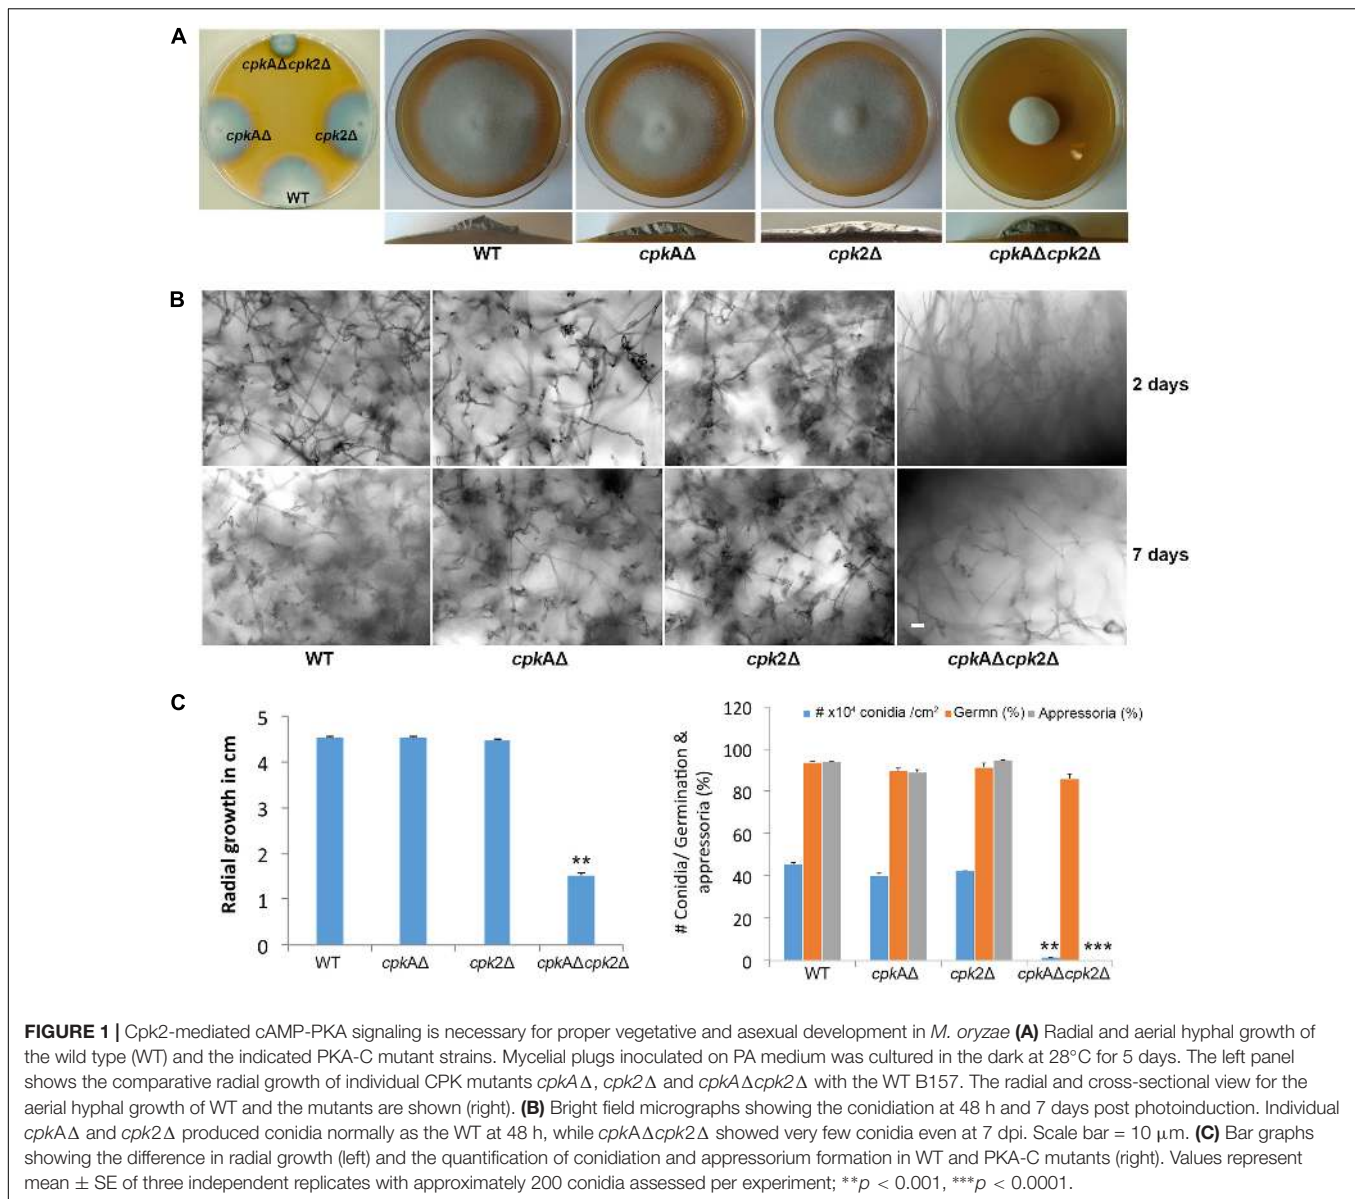 A
cpkAΔcpk2Δ
cpkAΔ
cpk2Δ
WT
WT
cpkAΔ
cpk2Δ
cpkAΔcpk2Δ
B
2 days
7 days
WT
cpkAΔ
cpk2Δ
cpkAΔcpk2Δ
C
Radial growth in cm
5
4
3
2
1
0
**
WT
cpkAΔ
cpk2Δ
cpkAΔcpk2Δ
# Conidia/ Germination &
appressoria (%)
120
100
80
60
40
20
0
# x10⁴ conidia /cm² Germn (%) Appressoria (%)
** ***
WT
cpkAΔ
cpk2Δ
cpkAΔcpk2Δ
FIGURE 1 | Cpk2-mediated cAMP-PKA signaling is necessary for proper vegetative and asexual development in M. oryzae (A) Radial and aerial hyphal growth of
the wild type (WT) and the indicated PKA-C mutant strains. Mycelial plugs inoculated on PA medium was cultured in the dark at 28°C for 5 days. The left panel
shows the comparative radial growth of individual CPK mutants cpkAΔ, cpk2Δ and cpkAΔcpk2Δ with the WT B157. The radial and cross-sectional view for the
aerial hyphal growth of WT and the mutants are shown (right). (B) Bright field micrographs showing the conidiation at 48 h and 7 days post photoinduction. Individual
cpkAΔ and cpk2Δ produced conidia normally as the WT at 48 h, while cpkAΔcpk2Δ showed very few conidia even at 7 dpi. Scale bar = 10 μm. (C) Bar graphs
showing the difference in radial growth (left) and the quantification of conidiation and appressorium formation in WT and PKA-C mutants (right). Values represent
mean ± SE of three independent replicates with approximately 200 conidia assessed per experiment; **p < 0.001, ***p < 0.0001.